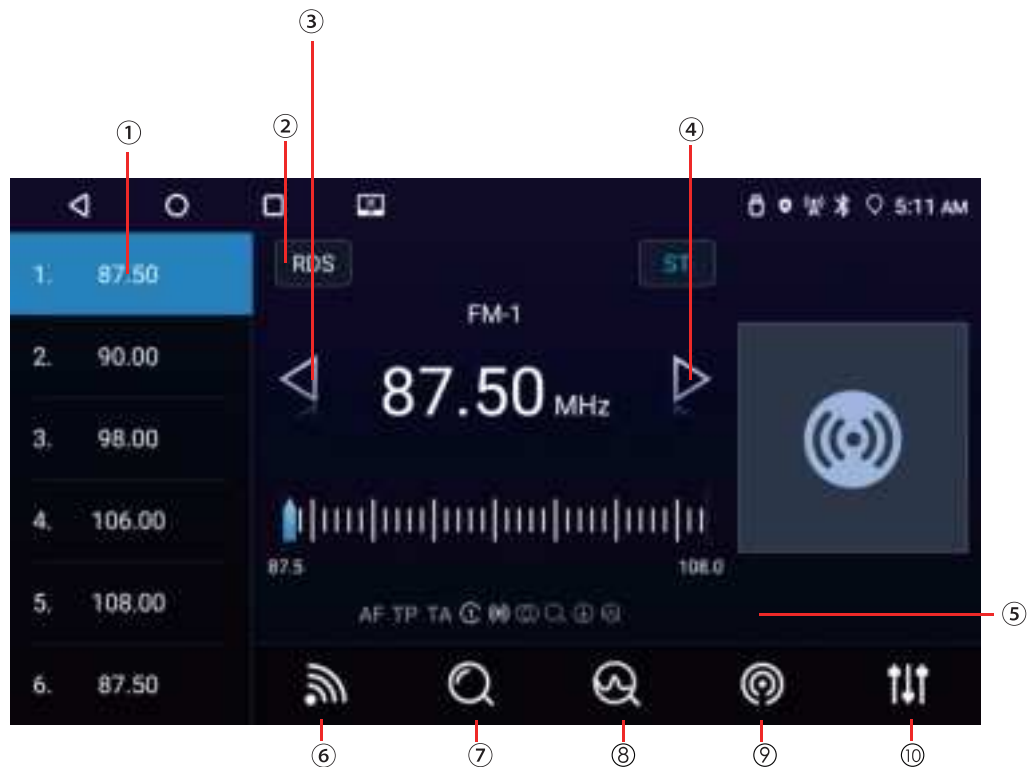 ③
① ② ④
5:11 AM
1. 87.50
RDS
ST
FM-1
2. 90.00
87.50 MHz
3. 98.00
4. 106.00
87.5 108.0
5. 108.00
AF TP TA
⑤
6. 87.50
⑥ ⑦ ⑧ ⑨ ⑩